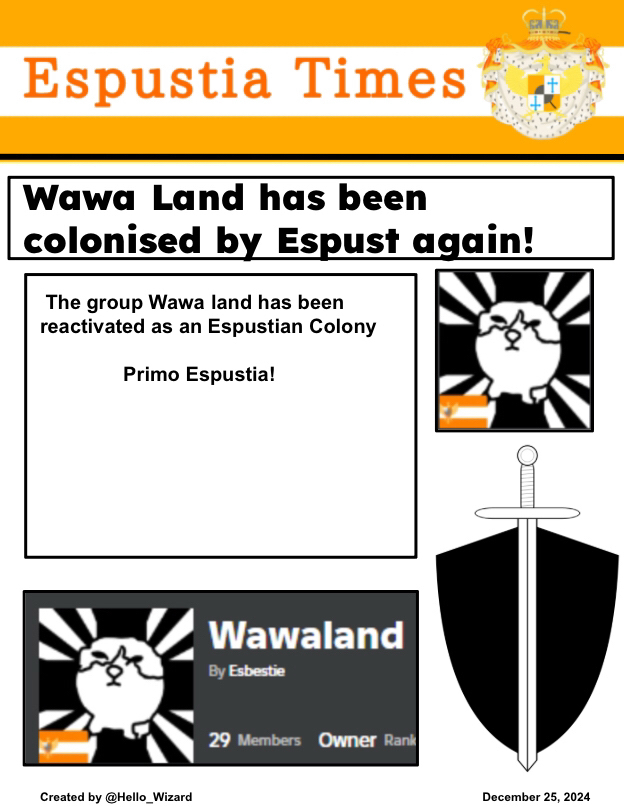 Espustia Times
Wawa Land has been
colonised by Espust again!
The group Wawa land has been
reactivated as an Espustian Colony
Primo Espustia!
Wawaland
By Esbestie
29 Members Owner Rank
Created by @Hello_Wizard
December 25, 2024